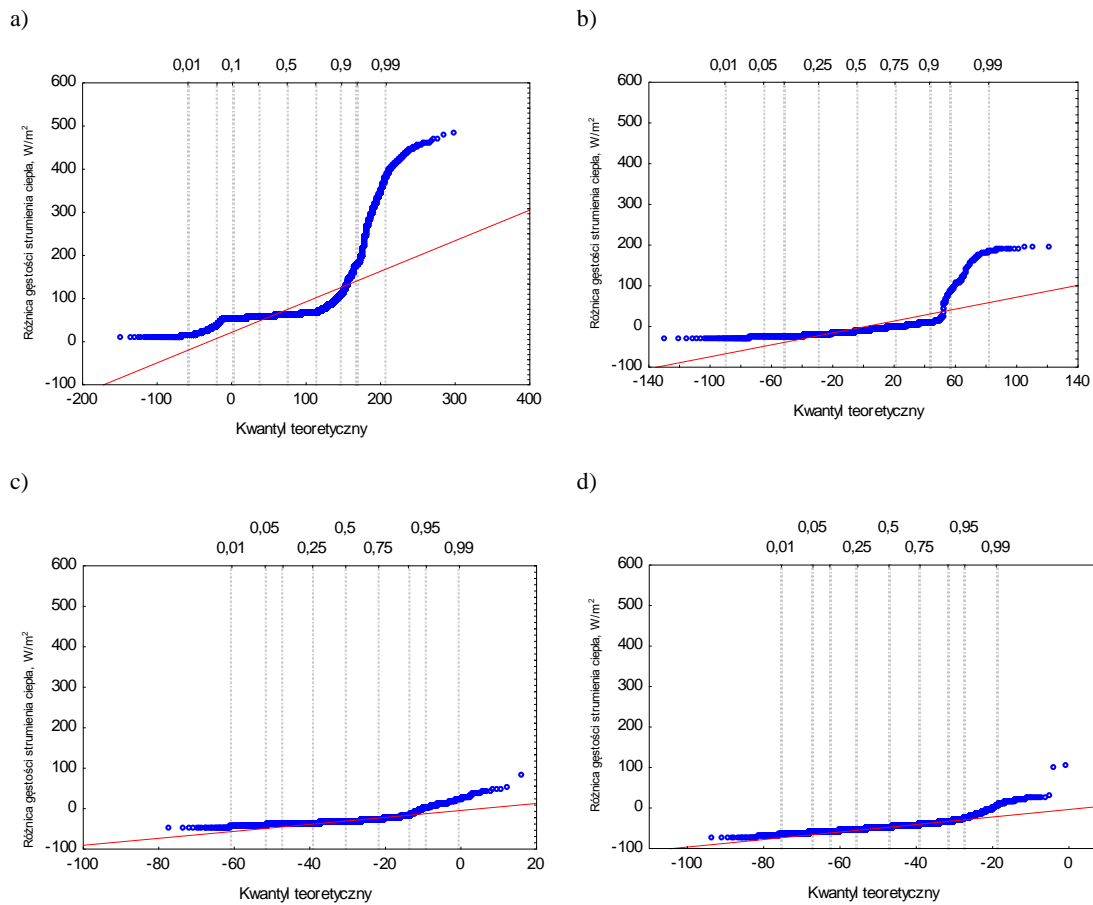 a)
0,01 0,1 0,5 0,9 0,99
600
500
400
300
200
100
0
-100
-200 -100 0 100 200 300 400
Różnica gęstości strumienia ciepła, W/m²
Kwantyl teoretyczny
b)
0,01 0,05 0,25 0,5 0,75 0,9 0,99
600
500
400
300
200
100
0
-100
-140 -100 -60 -20 20 60 100 140
Różnica gęstości strumienia ciepła, W/m²
Kwantyl teoretyczny
c)
0,05 0,5 0,95
0,01 0,25 0,75 0,99
600
500
400
300
200
100
0
-100
-80 -60 -40 -20 0 20
Różnica gęstości strumienia ciepła, W/m²
Kwantyl teoretyczny
d)
0,05 0,5 0,95
0,01 0,25 0,75 0,99
600
500
400
300
200
100
0
-100
-100 -80 -60 -40 -20 0
Różnica gęstości strumienia ciepła, W/m²
Kwantyl teoretyczny